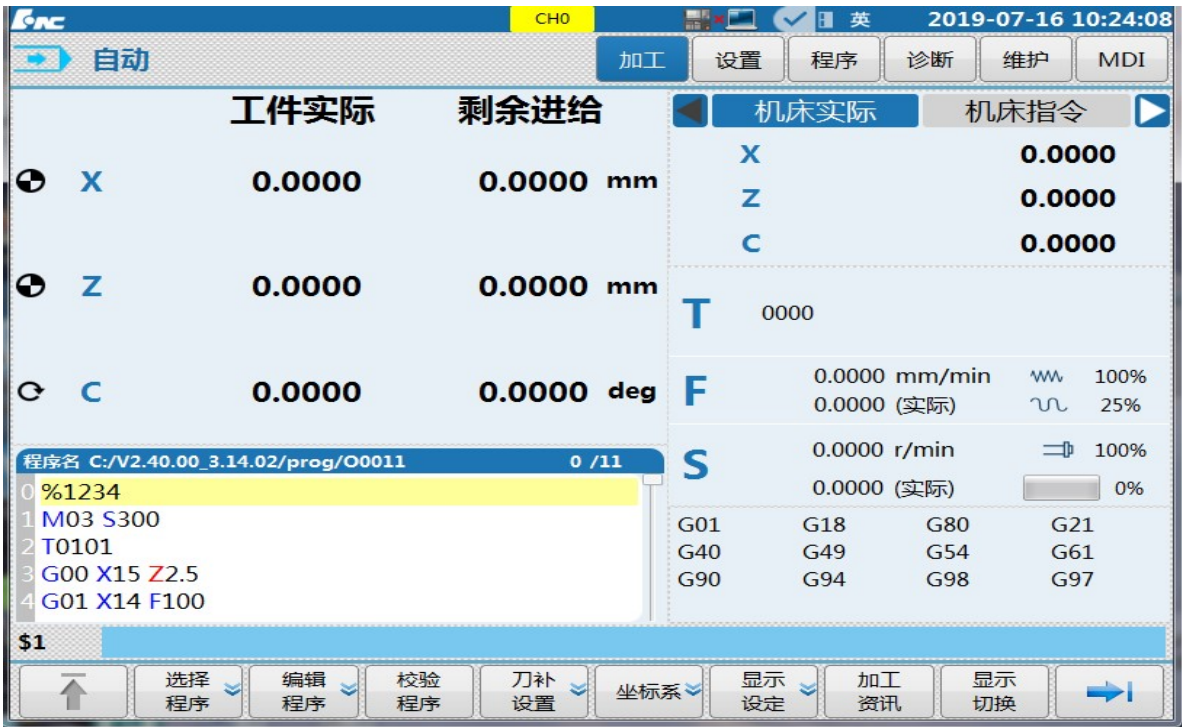 HNC CH0 英 2019-07-16 10:24:08
自动 加工 设置 程序 诊断 维护 MDI
工件实际 剩余进给
X 0.0000 0.0000 mm
Z 0.0000 0.0000 mm
C 0.0000 0.0000 deg
机床实际 机床指令
X 0.0000
Z 0.0000
C 0.0000
T 0000
F 0.0000 mm/min 100%
0.0000 (实际) 25%
S 0.0000 r/min 100%
0.0000 (实际) 0%
G01 G18 G80 G21
G40 G49 G54 G61
G90 G94 G98 G97
程序名 C:/V2.40.00_3.14.02/prog/O0011 0 /11
0 %1234
1 M03 S300
2 T0101
3 G00 X15 Z2.5
4 G01 X14 F100
$1
选择 编辑 校验 刀补 坐标系 显示 加工 显示
程序 程序 程序 设置 设定 资讯 切换